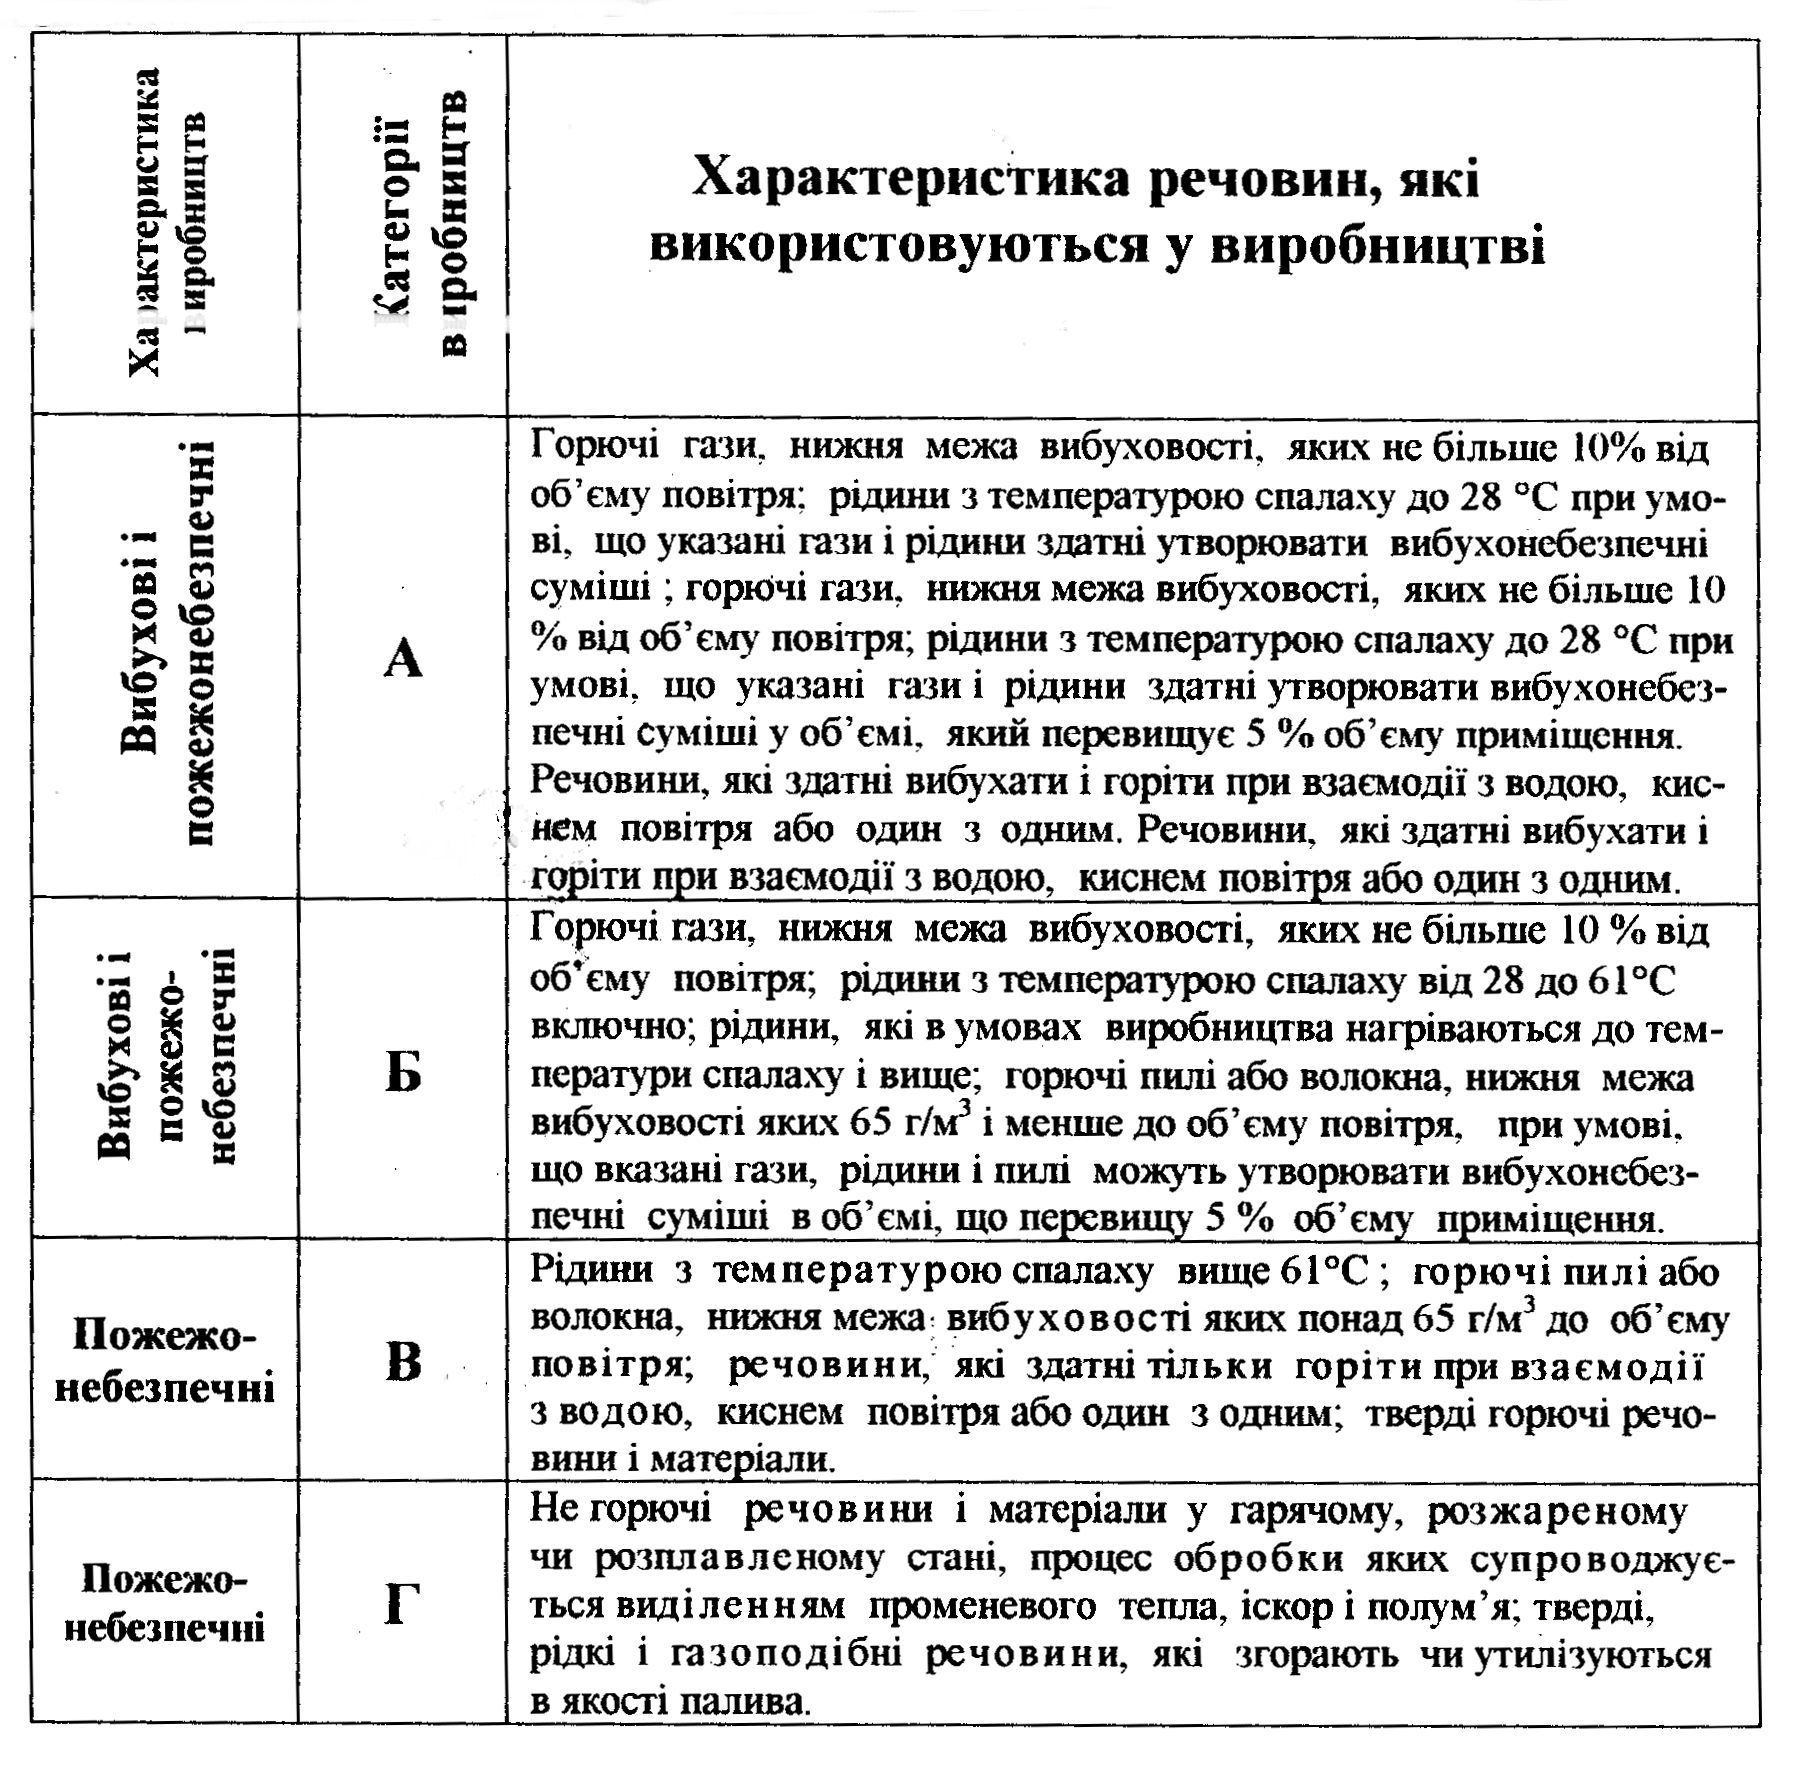 Характеристика
виробництв
Категорії
виробництв
Характеристика речовин, які
використовуються у виробництві
Вибухові і
пожежонебезпечні
А
Горючі гази, нижня межа вибуховості, яких не більше 10% від
об’єму повітря; рідини з температурою спалаху до 28 °С при умо-
ві, що указані гази і рідини здатні утворювати вибухонебезпечні
суміші ; горючі гази, нижня межа вибуховості, яких не більше 10
% від об’єму повітря; рідини з температурою спалаху до 28 °С при
умові, що указані гази і рідини здатні утворювати вибухонебез-
печні суміші у об’ємі, який перевищує 5 % об’єму приміщення.
Речовини, які здатні вибухати і горіти при взаємодії з водою, кис-
нем повітря або один з одним. Речовини, які здатні вибухати і
горіти при взаємодії з водою, киснем повітря або один з одним.
Вибухові і
пожежо-
небезпечні
Б
Горючі гази, нижня межа вибуховості, яких не більше 10 % від
об’єму повітря; рідини з температурою спалаху від 28 до 61°С
включно; рідини, які в умовах виробництва нагріваються до тем-
ператури спалаху і вище; горючі пилі або волокна, нижня межа
вибуховості яких 65 г/м³ і менше до об’єму повітря, при умові,
що вказані гази, рідини і пилі можуть утворювати вибухонебез-
печні суміші в об’ємі, що перевищу 5 % об’єму приміщення.
Пожежо-
небезпечні
В
Рідини з температурою спалаху вище 61°С ; горючі пилі або
волокна, нижня межа вибуховості яких понад 65 г/м³ до об’єму
повітря; речовини, які здатні тільки горіти при взаємодії
з водою, киснем повітря або один з одним; тверді горючі речо-
вини і матеріали.
Пожежо-
небезпечні
Г
Не горючі речовини і матеріали у гарячому, розжареному
чи розплавленому стані, процес обробки яких супроводжує-
ться виділенням променевого тепла, іскор і полум’я; тверді,
рідкі і газоподібні речовини, які згорають чи утилізуються
в якості палива.